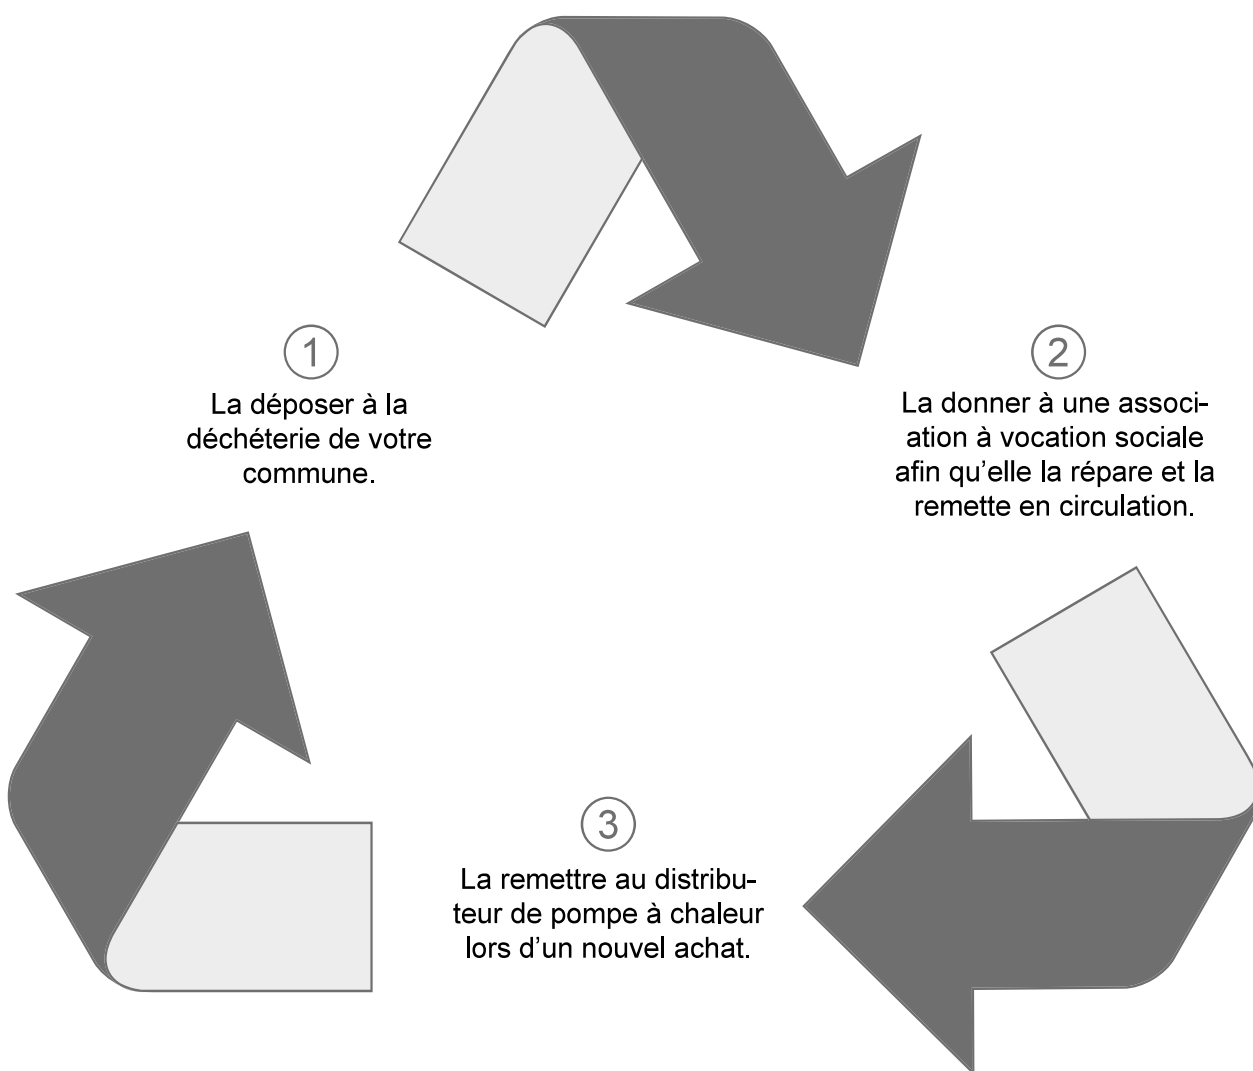 1
La déposer à la
déchéterie de votre
commune.
2
La donner à une associ-
ation à vocation sociale
afin qu’elle la répare et la
remette en circulation.
3
La remettre au distribu-
teur de pompe à chaleur
lors d’un nouvel achat.